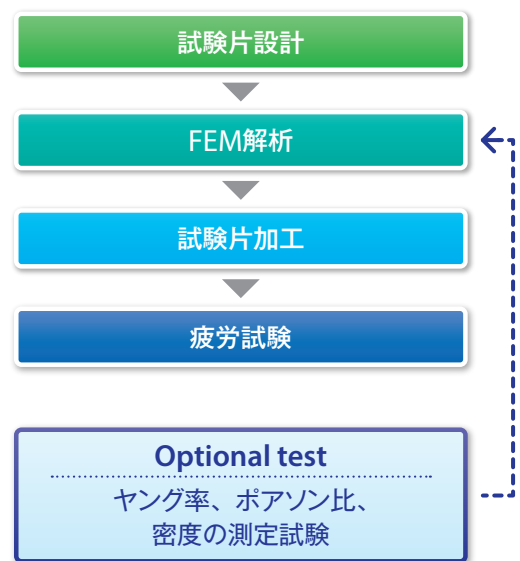 試験片設計
FEM解析
試験片加工
疲労試験
Optional test
ヤング率、ポアソン比、
密度の測定試験